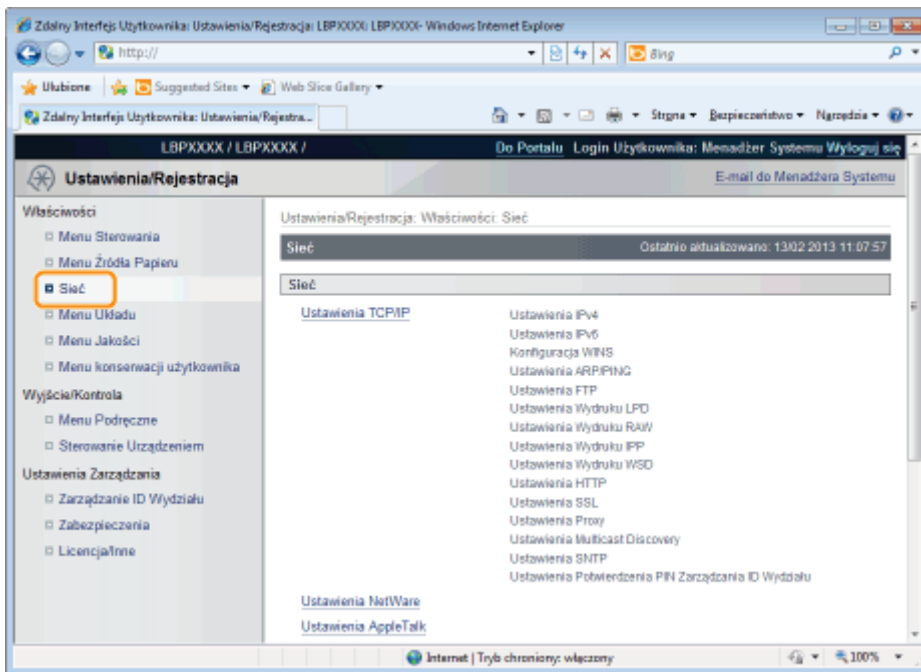 Zdalny Interfejs Użytkownika: Ustawienia/Rejestracja: LBPXXXX: LBPXXXX- Windows Internet Explorer
http://
Bing
Ulubione Suggested Sites Web Slice Gallery
Zdalny Interfejs Użytkownika: Ustawienia/Rejestra...
Strona Bezpieczeństwo Narzędzia
LBPXXXX / LBPXXXX /
Do Portalu Login Użytkownika: Menadżer Systemu Wyloguj się
Ustawienia/Rejestracja
E-mail do Menadżera Systemu
Właściwości
Menu Sterowania
Menu Źródła Papieru
Sieć
Menu Układu
Menu Jakości
Menu konserwacji użytkownika
Wyjście/Kontrola
Menu Podręczne
Sterowanie Urządzeniem
Ustawienia Zarządzania
Zarządzanie ID Wydziału
Zabezpieczenia
Licencja/Inne
Ustawienia/Rejestracja: Właściwości: Sieć
Sieć
Ostatnio aktualizowano: 13/02 2013 11:07:57
Sieć
Ustawienia TCP/IP
Ustawienia IPv4
Ustawienia IPv6
Konfiguracja WINS
Ustawienia ARP/PING
Ustawienia FTP
Ustawienia Wydruku LPD
Ustawienia Wydruku RAW
Ustawienia Wydruku IPP
Ustawienia Wydruku WSD
Ustawienia HTTP
Ustawienia SSL
Ustawienia Proxy
Ustawienia Multicast Discovery
Ustawienia SNTP
Ustawienia Potwierdzenia PIN Zarządzania ID Wydziału
Ustawienia NetWare
Ustawienia AppleTalk
Internet | Tryb chroniony: włączony
100%